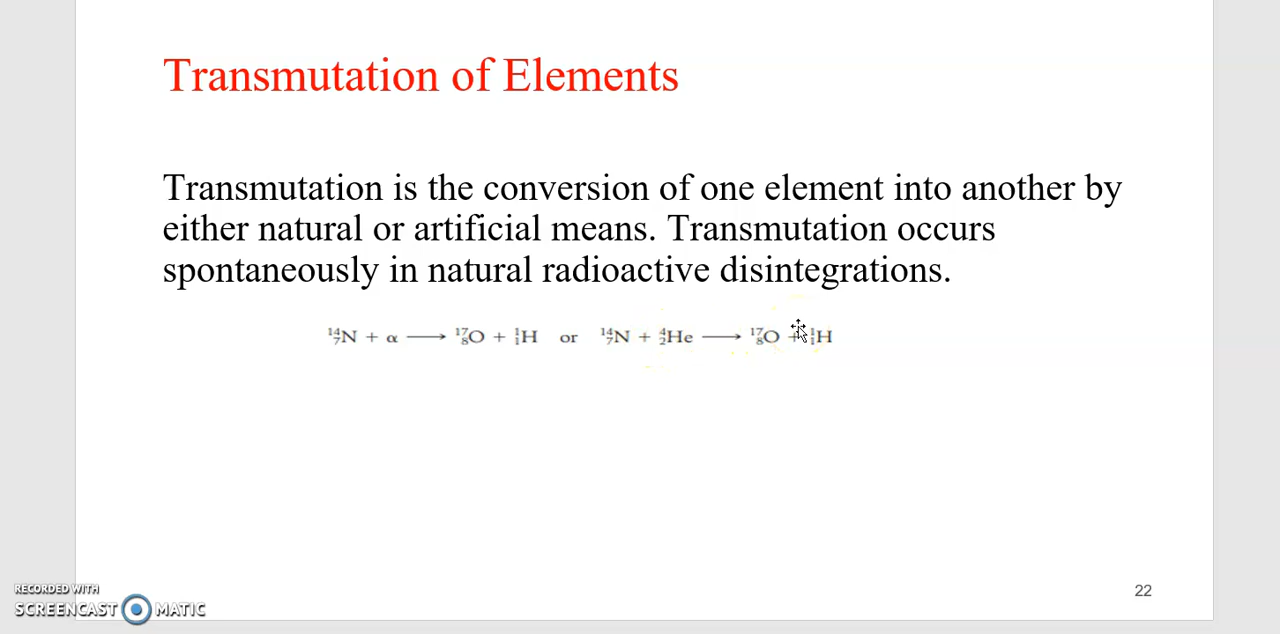 Transmutation of Elements
Transmutation is the conversion of one element into another by
either natural or artificial means. Transmutation occurs
spontaneously in natural radioactive disintegrations.
¹⁴₇N + α ⟶ ¹⁷₈O + ¹₁H or ¹⁴₇N + ⁴₂He ⟶ ¹⁷₈O + ¹₁H
22
RECORDED WITH
SCREENCAST MATIC